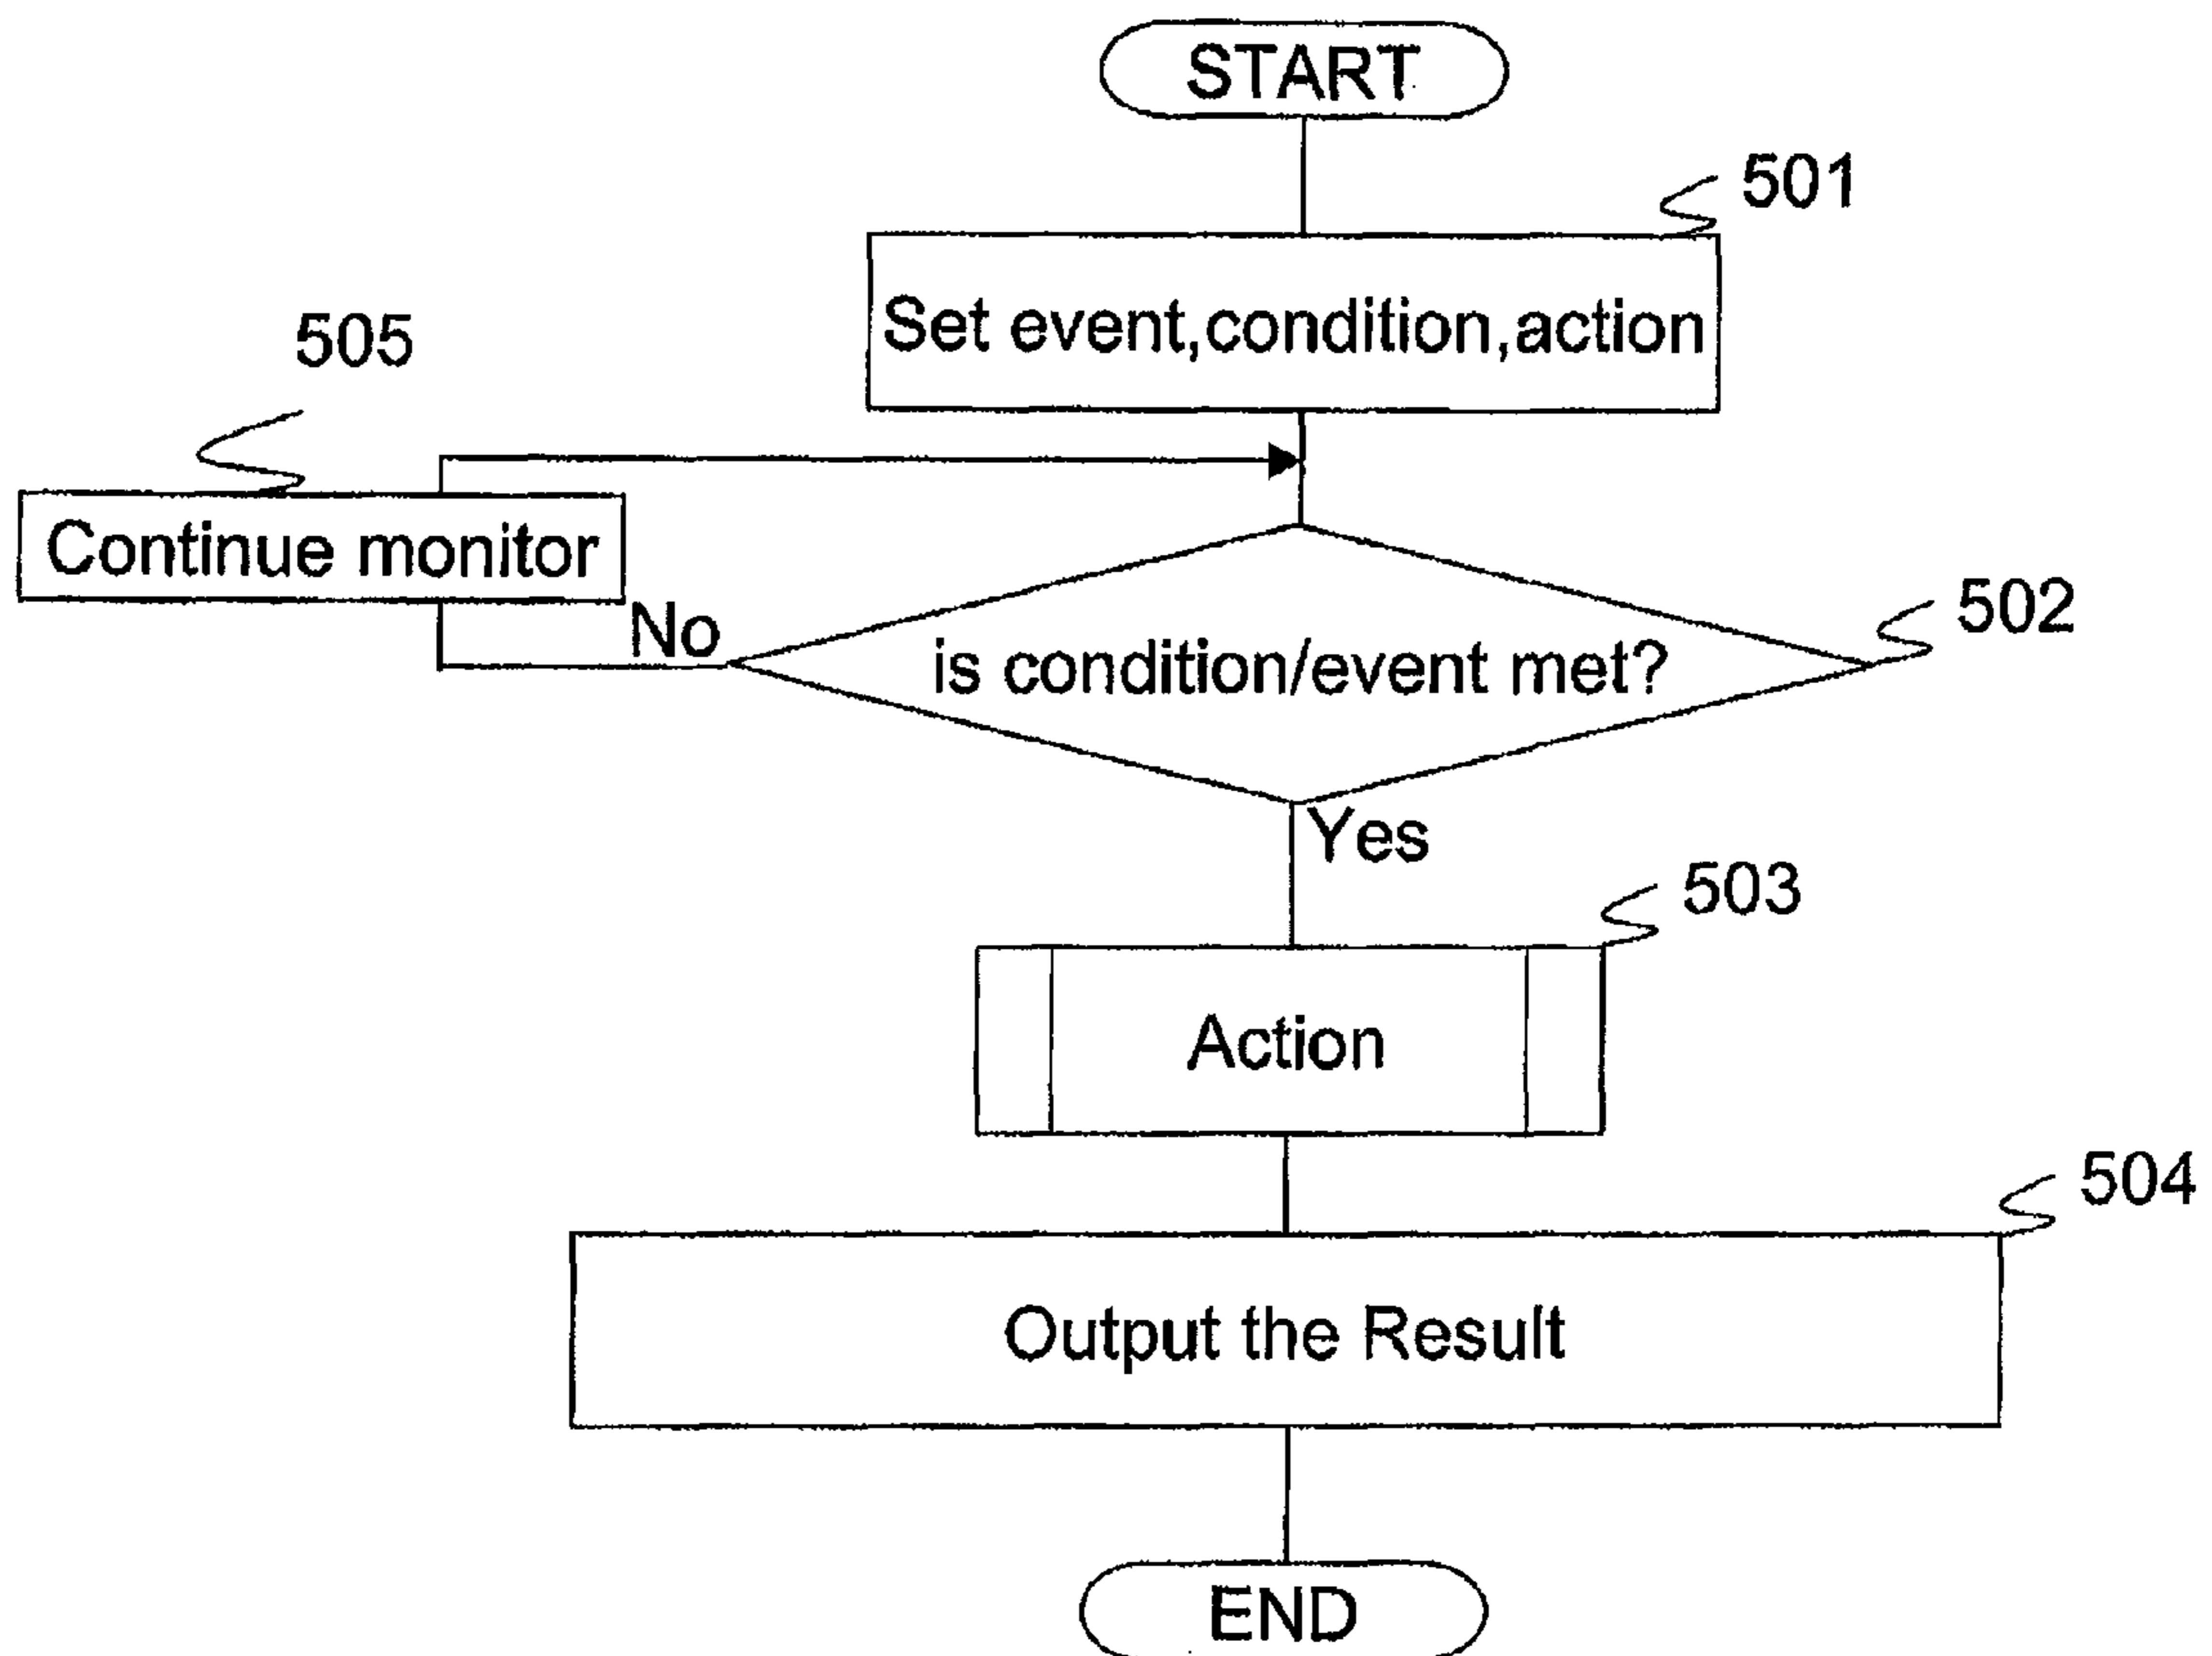 START
501
Set event,condition,action
505
Continue monitor
No
is condition/event met?
502
Yes
503
Action
504
Output the Result
END